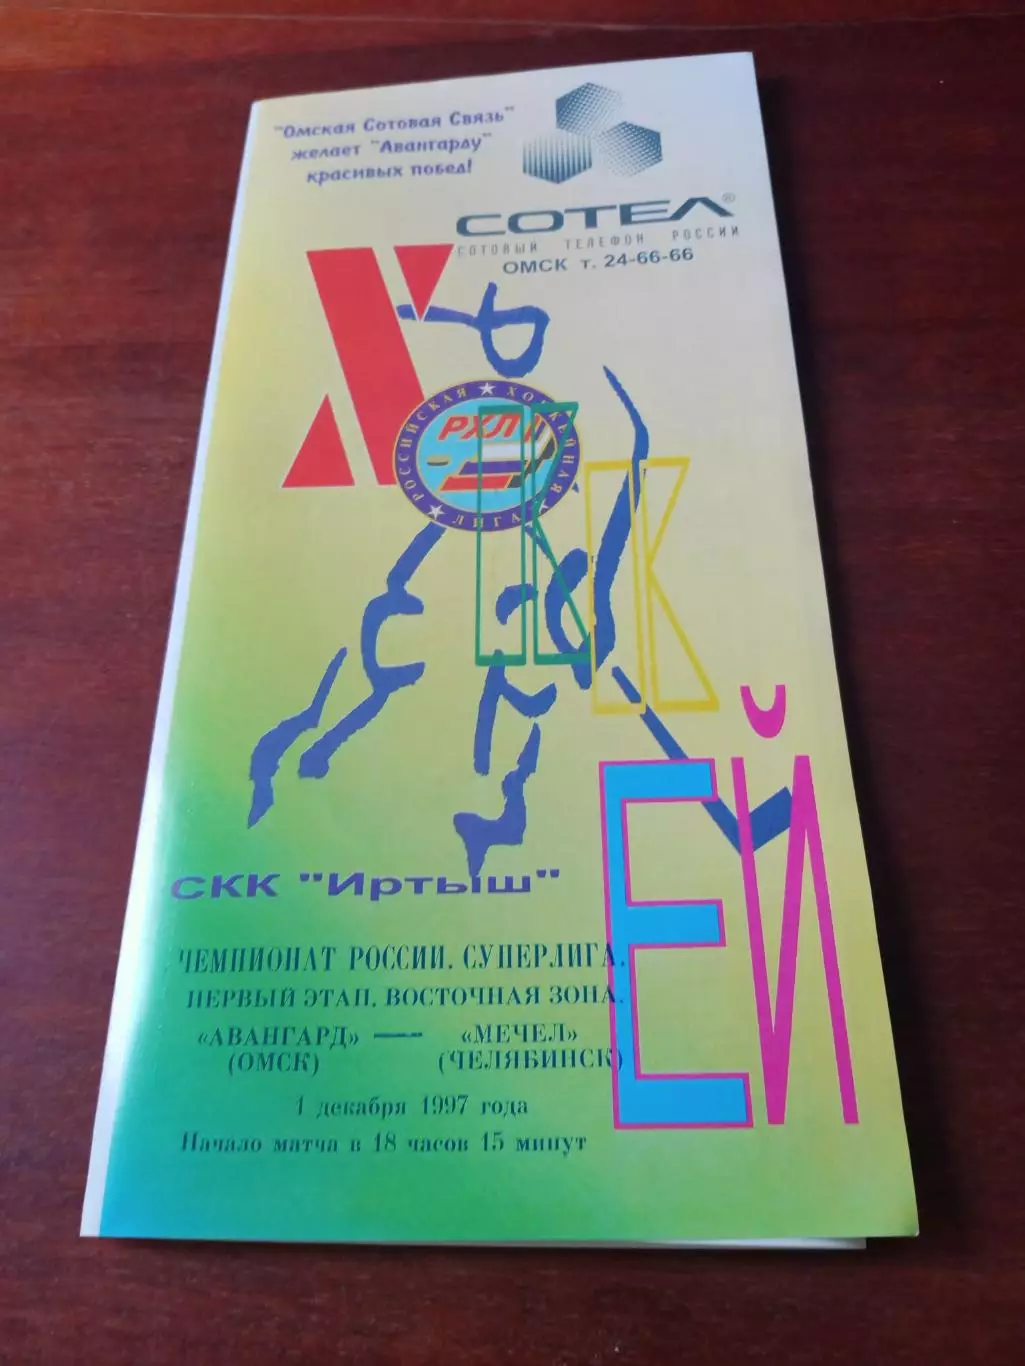 "Омская Сотовая Связь"
желает "Авангарду"
красивых побед!
СОТЕЛ®
СОТОВЫЙ ТЕЛЕФОН РОССИИ
ОМСК т. 24-66-66
ХОККЕЙ
РОССИЙСКАЯ ★ ХОККЕЙНАЯ ★ ЛИГА ★
РХЛ
СКК "Иртыш"
ЧЕМПИОНАТ РОССИИ. СУПЕРЛИГА.
ПЕРВЫЙ ЭТАП. ВОСТОЧНАЯ ЗОНА.
«АВАНГАРД» — «МЕЧЕЛ»
(ОМСК) (ЧЕЛЯБИНСК)
1 декабря 1997 года
Начало матча в 18 часов 15 минут